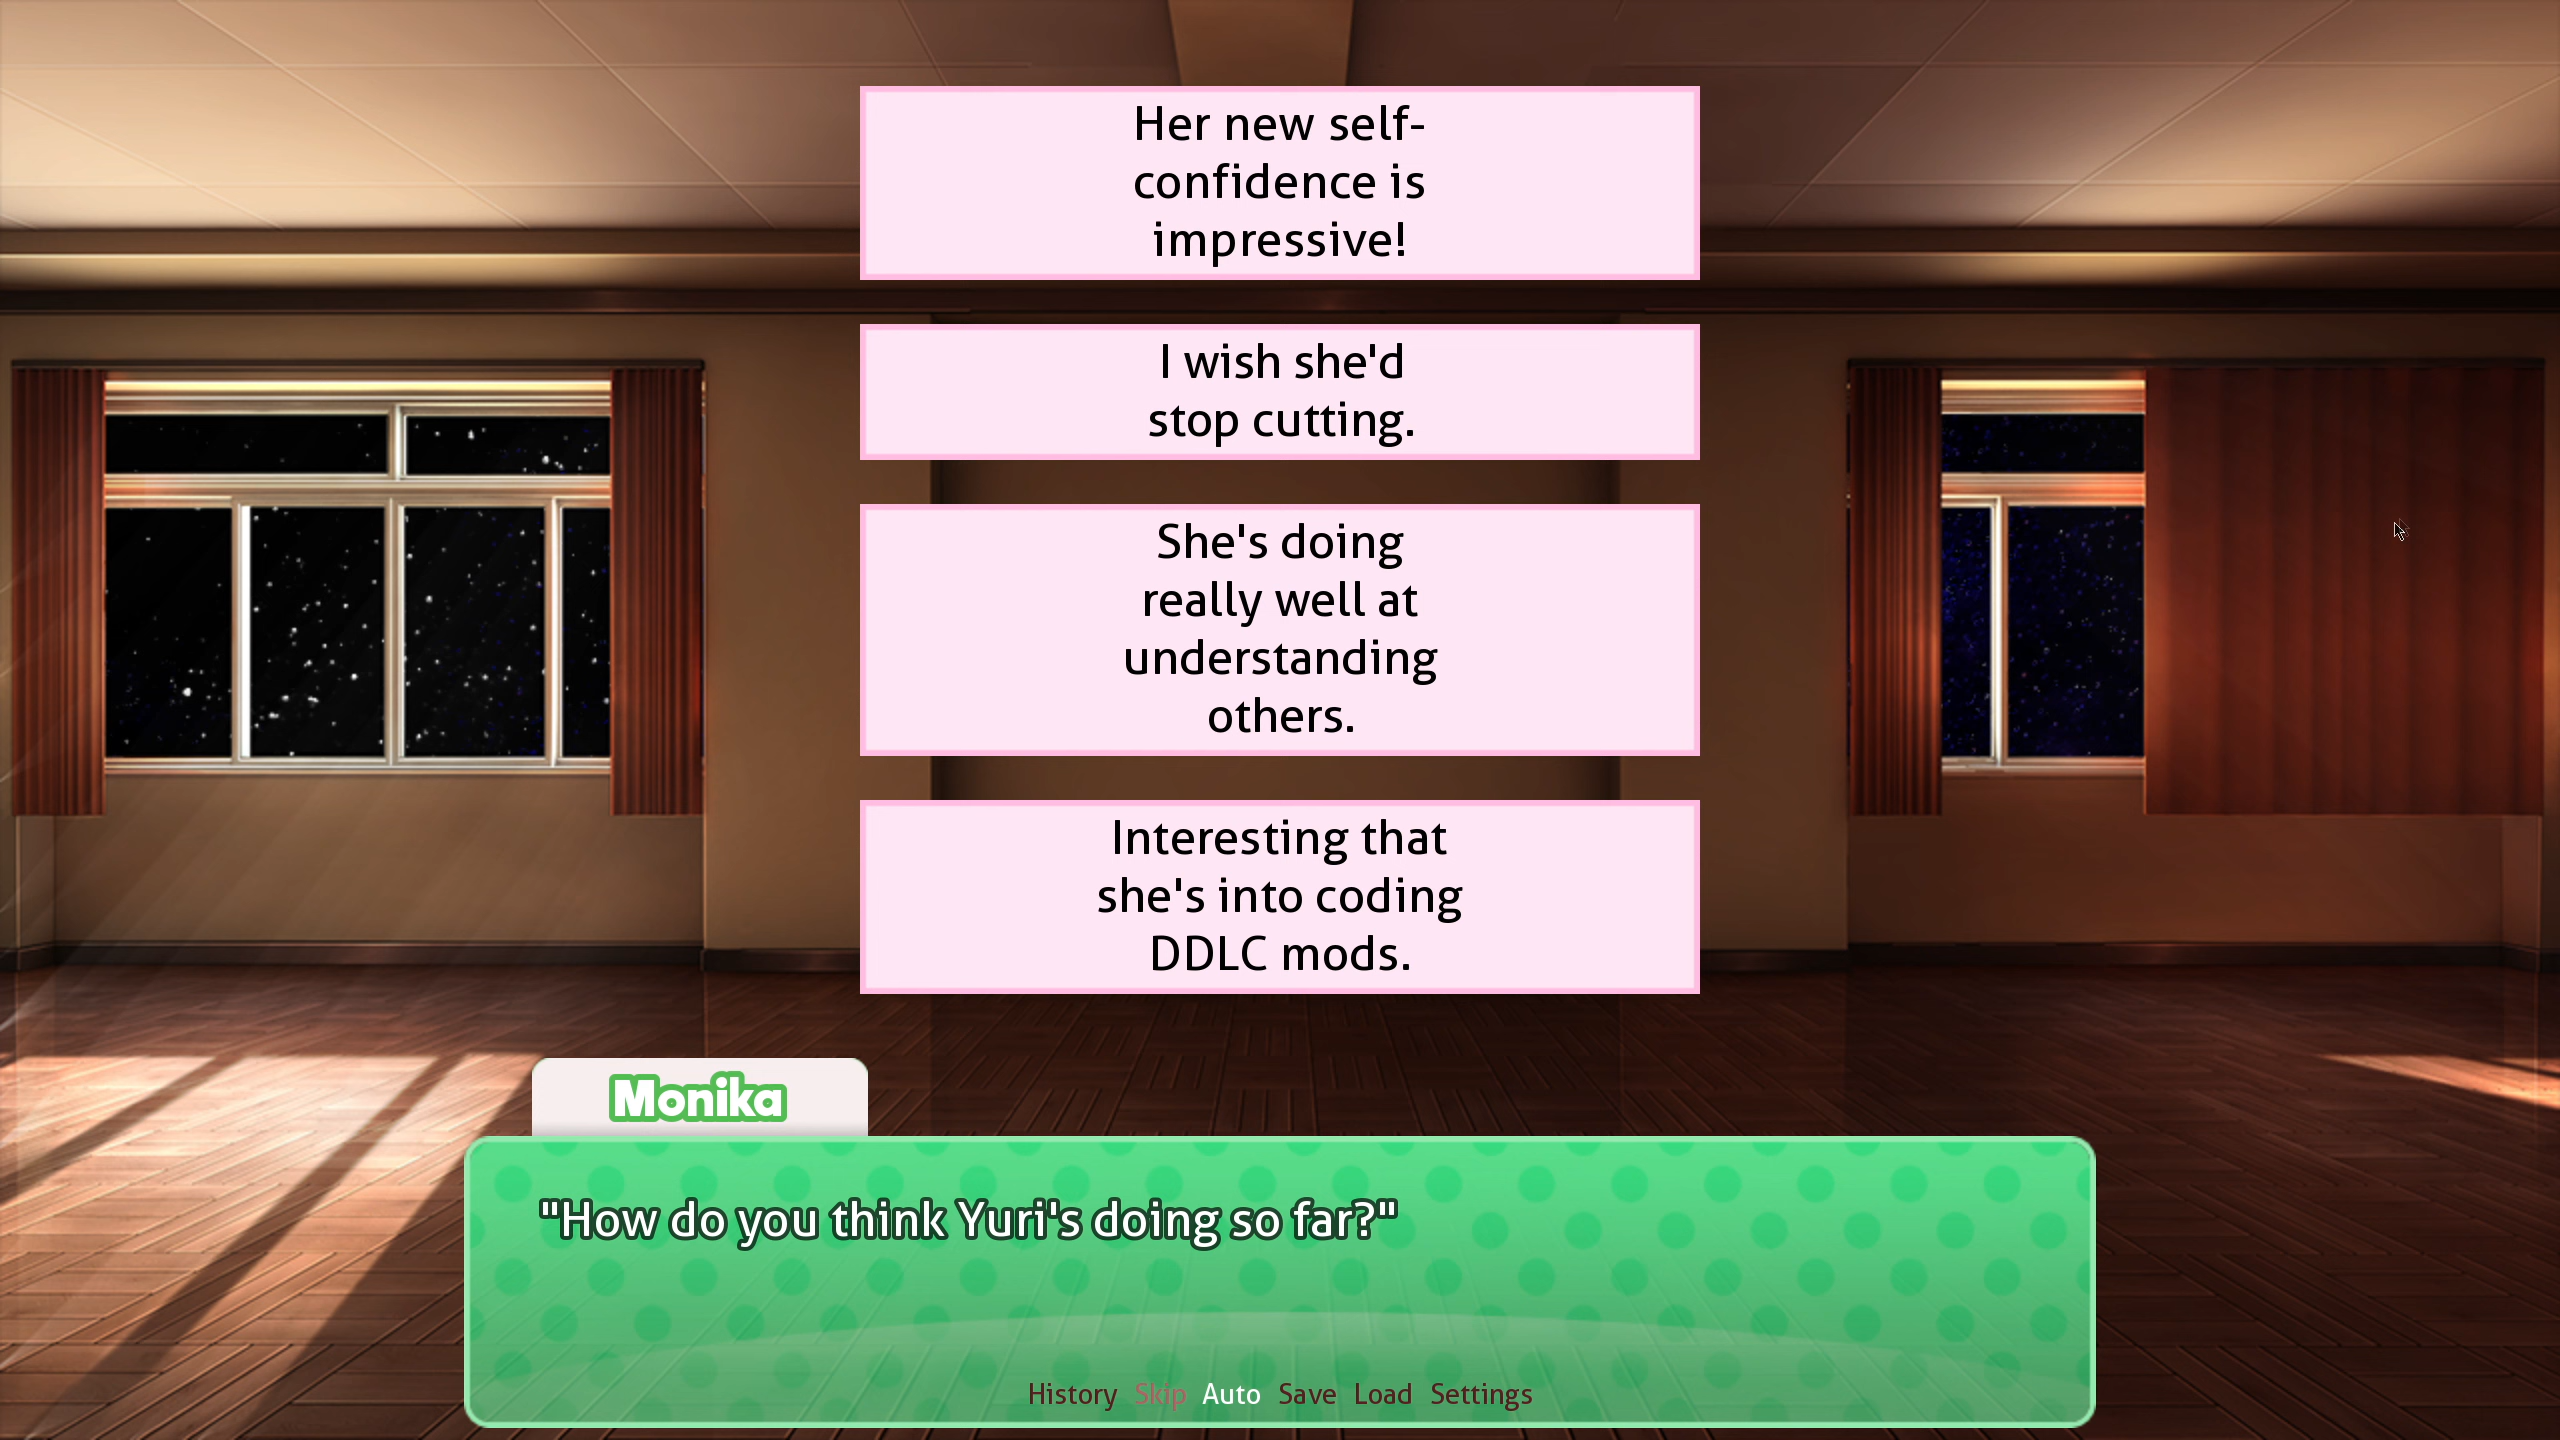 Her new self-
confidence is
impressive!
I wish she'd
stop cutting.
She's doing
really well at
understanding
others.
Interesting that
she's into coding
DDLC mods.
Monika
"How do you think Yuri's doing so far?"
History Skip Auto Save Load Settings